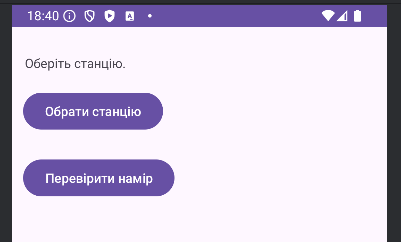 18:40
Оберіть станцію.
Обрати станцію
Перевірити намір